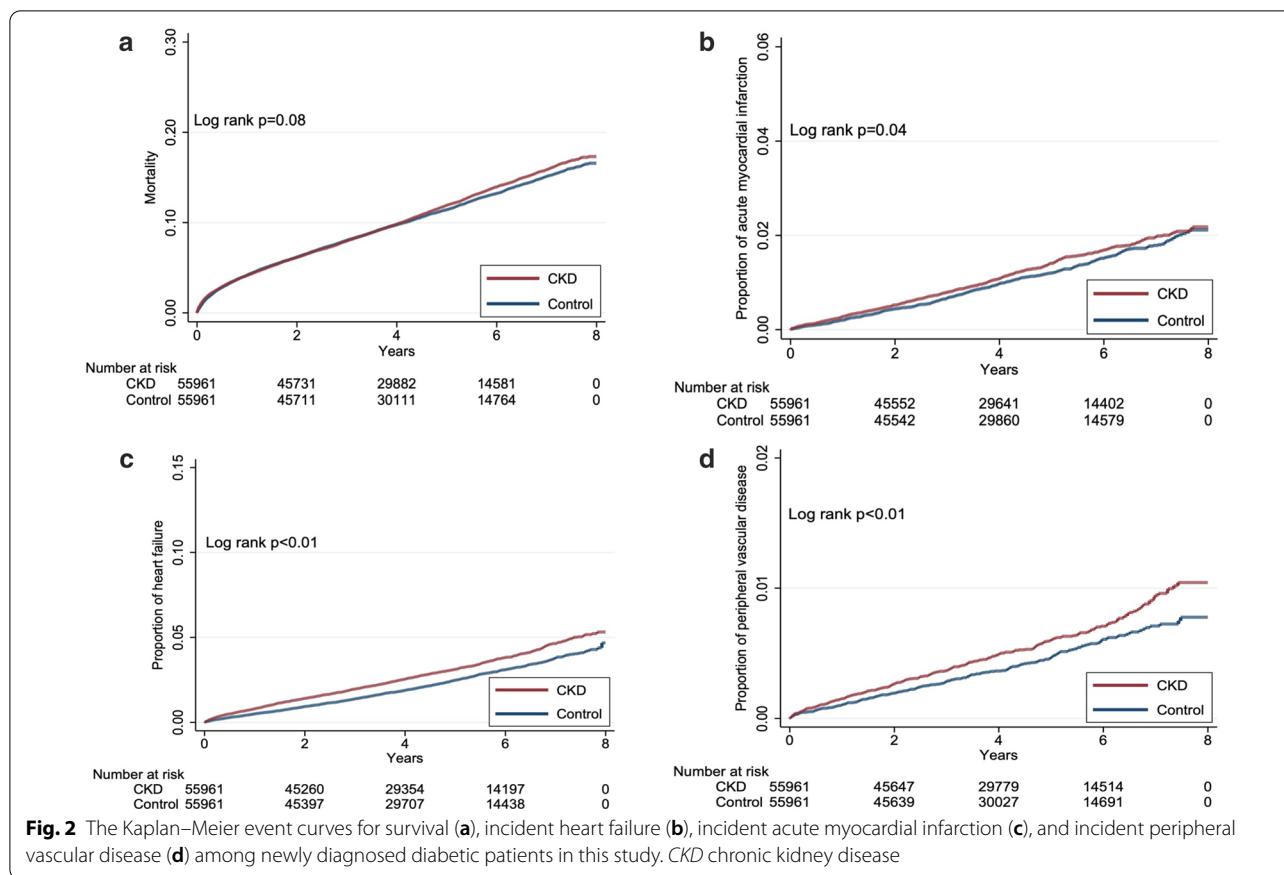 a
0.30
0.20
0.10
0.00
Mortality
Log rank p=0.08
CKD
Control
0 2 4 6 8
Years
Number at risk
CKD 55961 45731 29882 14581 0
Control 55961 45711 30111 14764 0
b
0.06
0.04
0.02
0.00
Proportion of acute myocardial infarction
Log rank p=0.04
CKD
Control
0 2 4 6 8
Years
Number at risk
CKD 55961 45552 29641 14402 0
Control 55961 45542 29860 14579 0
c
0.15
0.10
0.05
0.00
Proportion of heart failure
Log rank p<0.01
CKD
Control
0 2 4 6 8
Years
Number at risk
CKD 55961 45260 29354 14197 0
Control 55961 45397 29707 14438 0
d
0.02
0.01
0.00
Proportion of peripheral vascular disease
Log rank p<0.01
CKD
Control
0 2 4 6 8
Years
Number at risk
CKD 55961 45647 29779 14514 0
Control 55961 45639 30027 14691 0
Fig. 2 The Kaplan–Meier event curves for survival (a), incident heart failure (b), incident acute myocardial infarction (c), and incident peripheral
vascular disease (d) among newly diagnosed diabetic patients in this study. CKD chronic kidney disease